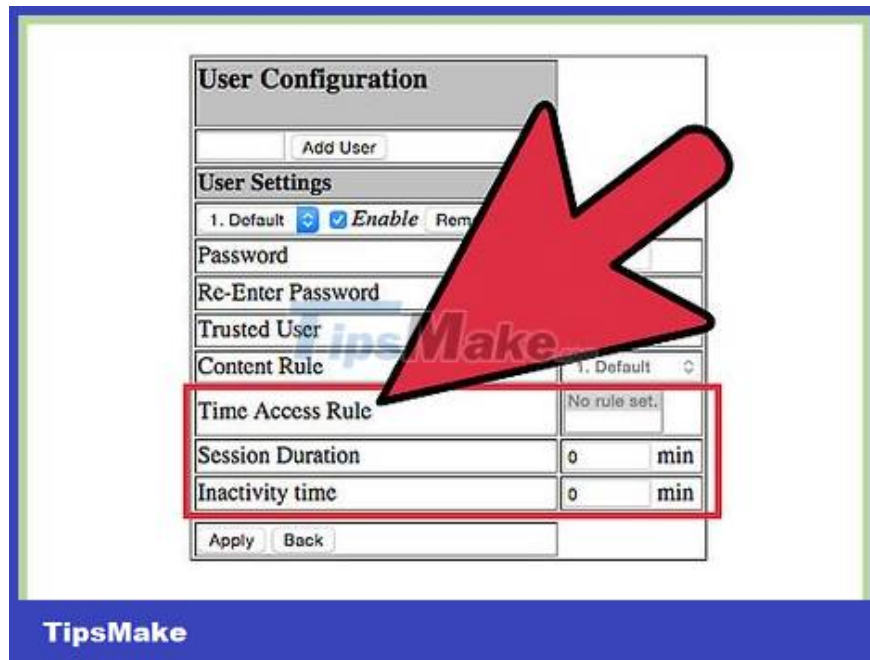 User Configuration
Add User
User Settings
1. Default Enable Rem
Password
Re-Enter Password
Trusted User
TipsMake
Content Rule 1. Default
Time Access Rule No rule set.
Session Duration 0 min
Inactivity time 0 min
Apply Back
TipsMake